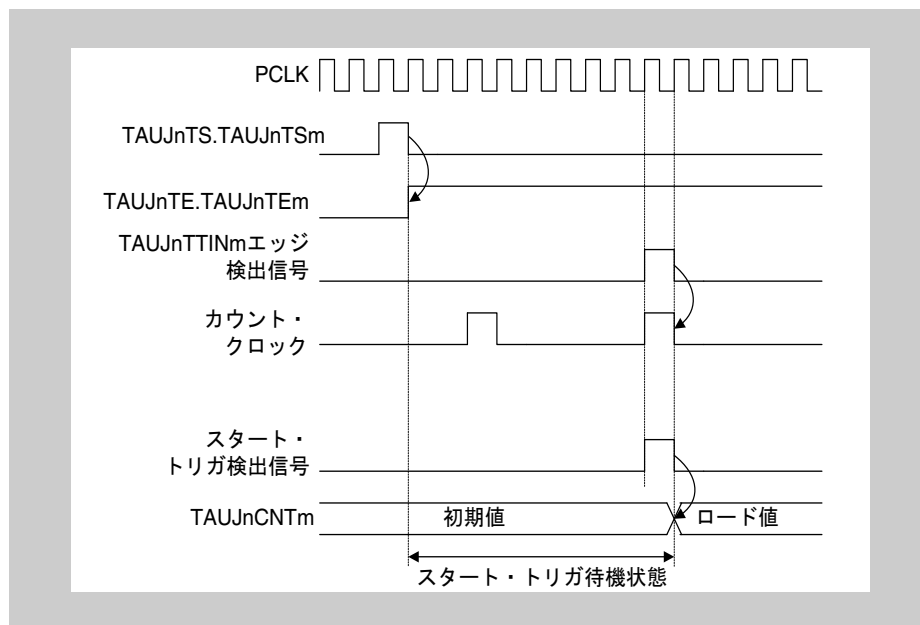 PCLK
TAUJnTS.TAUJnTSm
TAUJnTE.TAUJnTEm
TAUJnTTINmエッジ
検出信号
カウント・
クロック
スタート・
トリガ検出信号
TAUJnCNTm
初期値
ロード値
スタート・トリガ待機状態